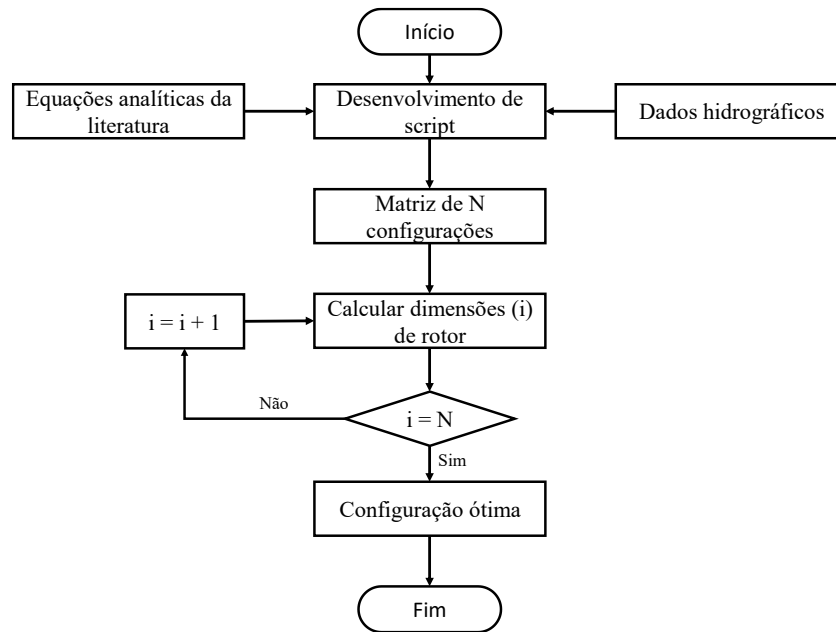 Início
Equações analíticas da
literatura
Desenvolvimento de
script
Dados hidrográficos
Matriz de N
configurações
i = i + 1
Calcular dimensões (i)
de rotor
Não
i = N
Sim
Configuração ótima
Fim